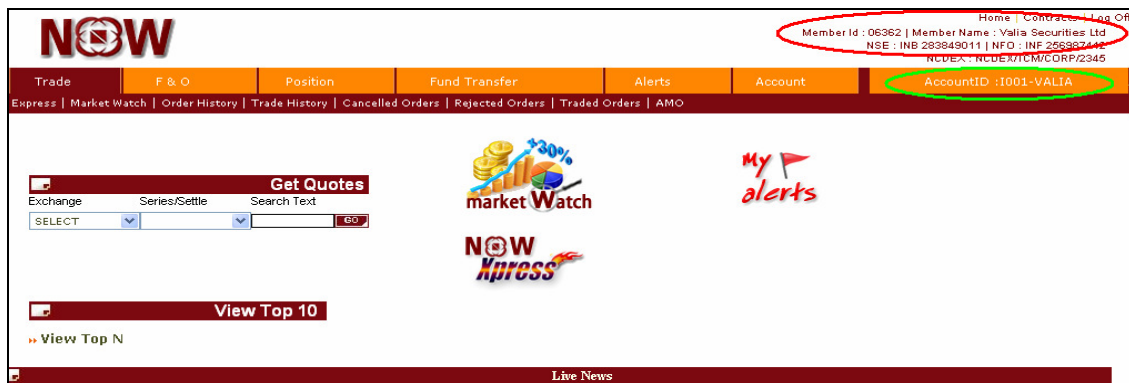 NOW
Home | Contracts | Log Of
Member Id : 06362 | Member Name : Valia Securities Ltd
NSE : INB 283849011 | NFO : INF 256987442
NCDEX : NCDEX/TCM/CORP/2345
Trade F & O Position Fund Transfer Alerts Account AccountID :I001-VALIA
Express | Market Watch | Order History | Trade History | Cancelled Orders | Rejected Orders | Traded Orders | AMO
+30%
market Watch
My alerts
Get Quotes
Exchange Series/Settle Search Text
SELECT GO
NOW
Xpress
View Top 10
View Top N
Live News